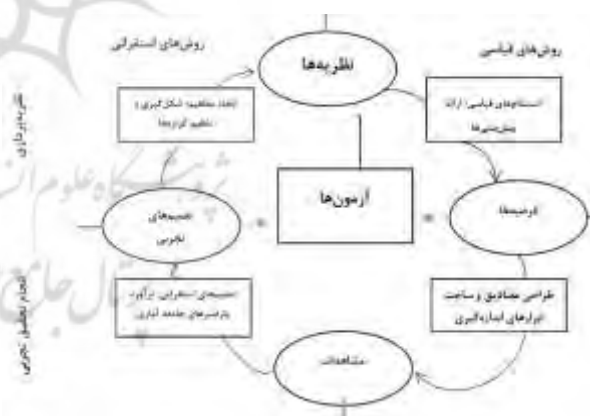 روش‌های قیاسی
روش‌های استقرائی
نظریه‌ها
استنتاج‌های قیاسی: ارائه
پیش‌بینی‌ها
ایجاد مفاهیم: شکل‌گیری و
تنظیم گزاره‌ها
نظریه‌پردازی
آزمون‌ها
فرضیه‌ها
تعمیم‌های
تجربی
طراحی مصادیق و ساخت
ابزارهای اندازه‌گیری
تعمیم‌های استقرایی: برآورد
پارامترهای جامعه آماری
مشاهدات
انجام تحقیق تجربی